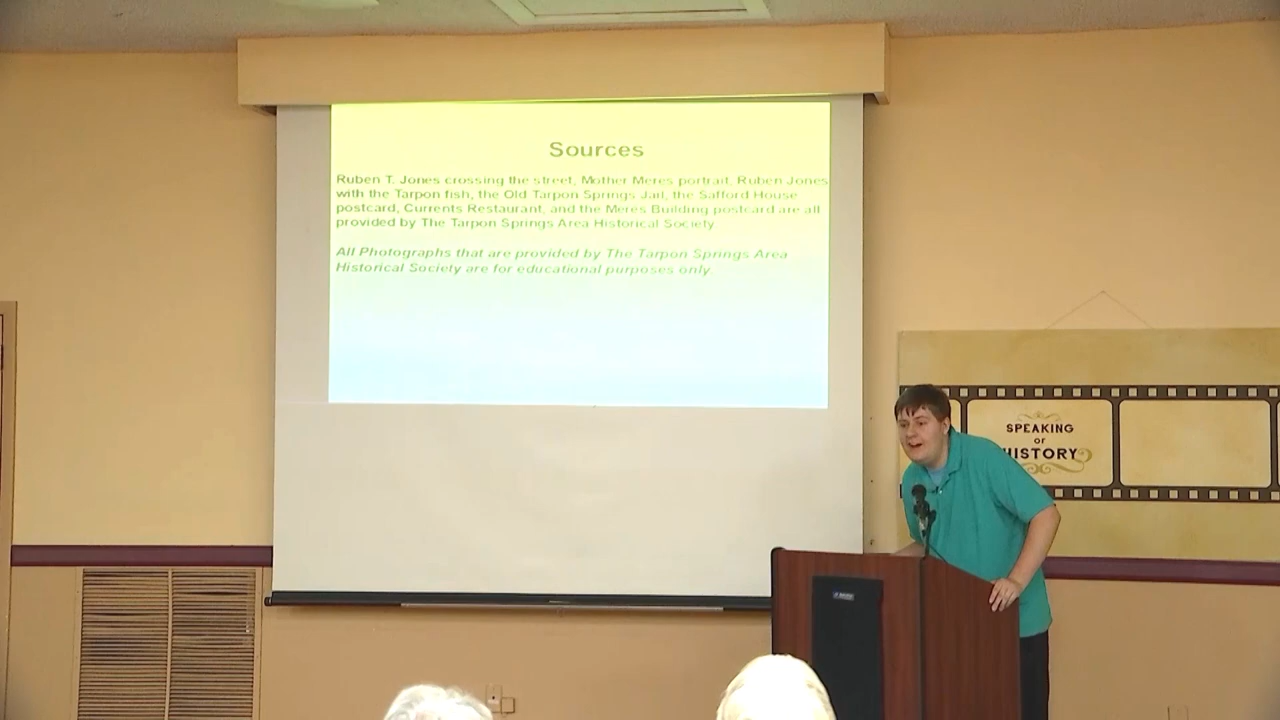 Sources
Ruben T. Jones crossing the street, Mother Meres portrait, Ruben Jones
with the Tarpon fish, the Old Tarpon Springs Jail, the Safford House
postcard, Currents Restaurant, and the Meres Building postcard are all
provided by The Tarpon Springs Area Historical Society
All Photographs that are provided by The Tarpon Springs Area
Historical Society are for educational purposes only.
SPEAKING
OF
HISTORY